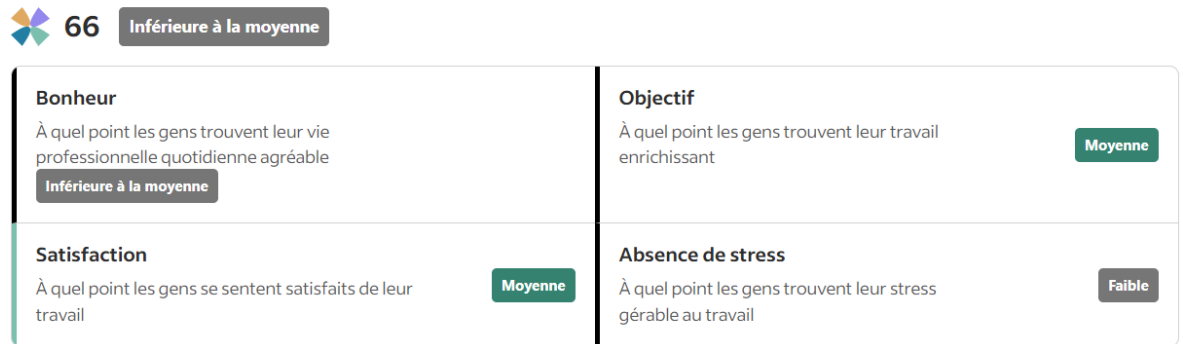 66 Inférieure à la moyenne
Bonheur
À quel point les gens trouvent leur vie
professionnelle quotidienne agréable
Inférieure à la moyenne
Objectif
À quel point les gens trouvent leur travail
enrichissant
Moyenne
Satisfaction
À quel point les gens se sentent satisfaits de leur
travail
Moyenne
Absence de stress
À quel point les gens trouvent leur stress
gérable au travail
Faible